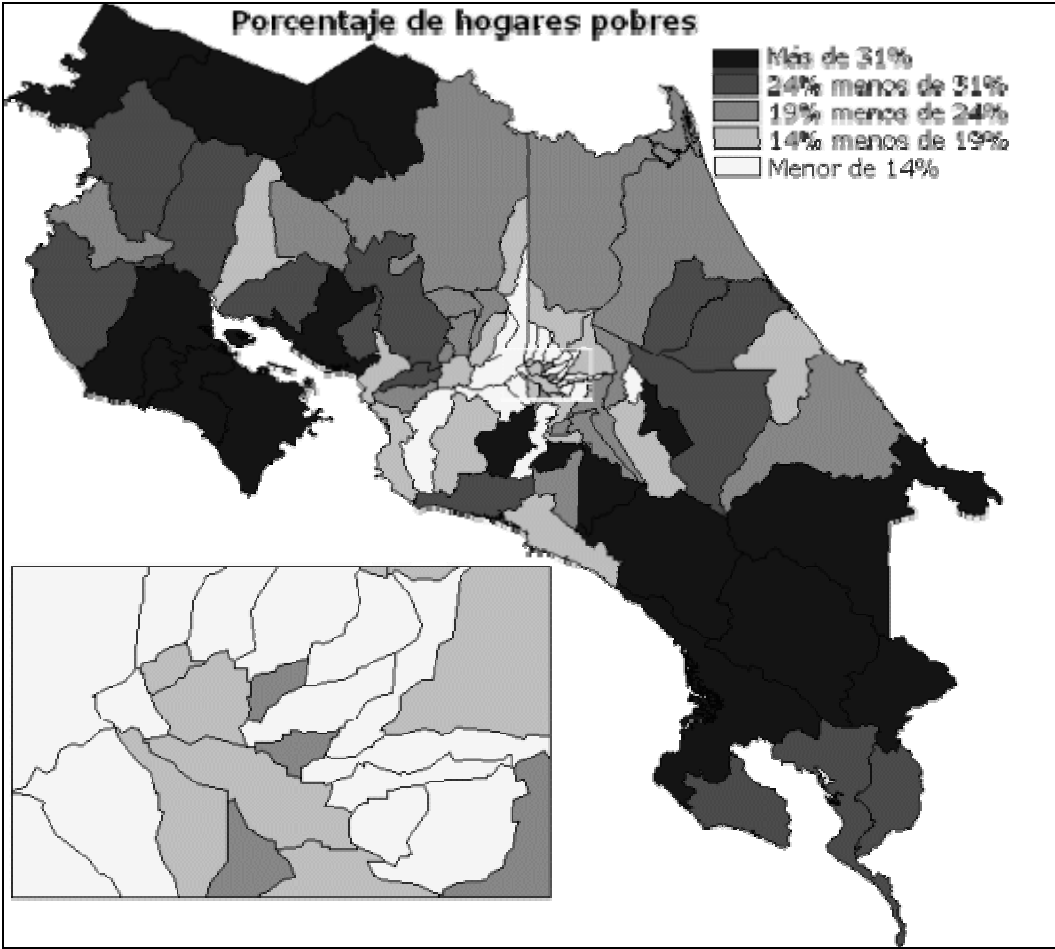 Porcentaje de hogares pobres
Más de 31%
24% menos de 31%
19% menos de 24%
14% menos de 19%
Menor de 14%